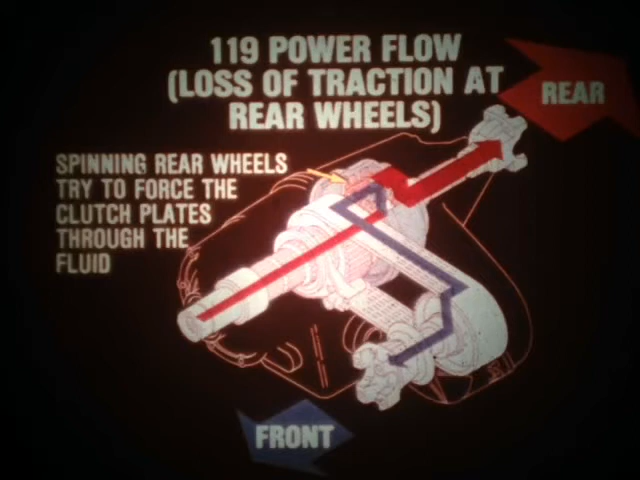 119 POWER FLOW
(LOSS OF TRACTION AT
REAR WHEELS)
REAR
SPINNING REAR WHEELS
TRY TO FORCE THE
CLUTCH PLATES
THROUGH THE
FLUID
FRONT